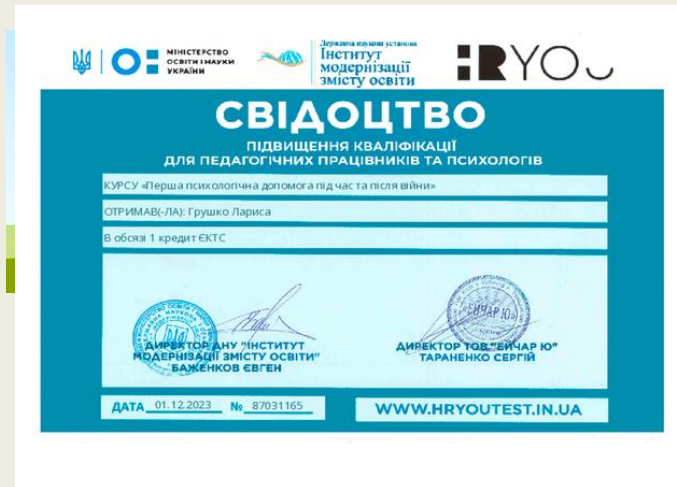 МІНІСТЕРСТВО
ОСВІТИ І НАУКИ
УКРАЇНИ
Державна наукова установа
Інститут
модернізації
змісту освіти
HRYOU
СВІДОЦТВО
ПІДВИЩЕННЯ КВАЛІФІКАЦІЇ
ДЛЯ ПЕДАГОГІЧНИХ ПРАЦІВНИКІВ ТА ПСИХОЛОГІВ
КУРСУ «Перша психологічна допомога під час та після війни»
ОТРИМАВ(-ЛА): Грушко Лариса
В обсязі 1 кредит ЄКТС
ДИРЕКТОР ДНУ "ІНСТИТУТ
МОДЕРНІЗАЦІЇ ЗМІСТУ ОСВІТИ"
БАЖЕНКОВ ЄВГЕН
«ЕЙЧАР Ю»
ДИРЕКТОР ТОВ "ЕЙЧАР Ю"
ТАРАНЕНКО СЕРГІЙ
ДАТА 01.12.2023 № 87031165
WWW.HRYOUTEST.IN.UA